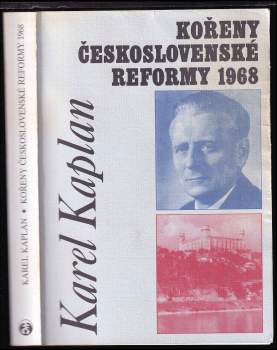 KOŘENY
ČESKOSLOVENSKÉ
REFORMY 1968
Karel Kaplan
KAREL KAPLAN • KOŘENY ČESKOSLOVENSKÉ REFORMY 1968